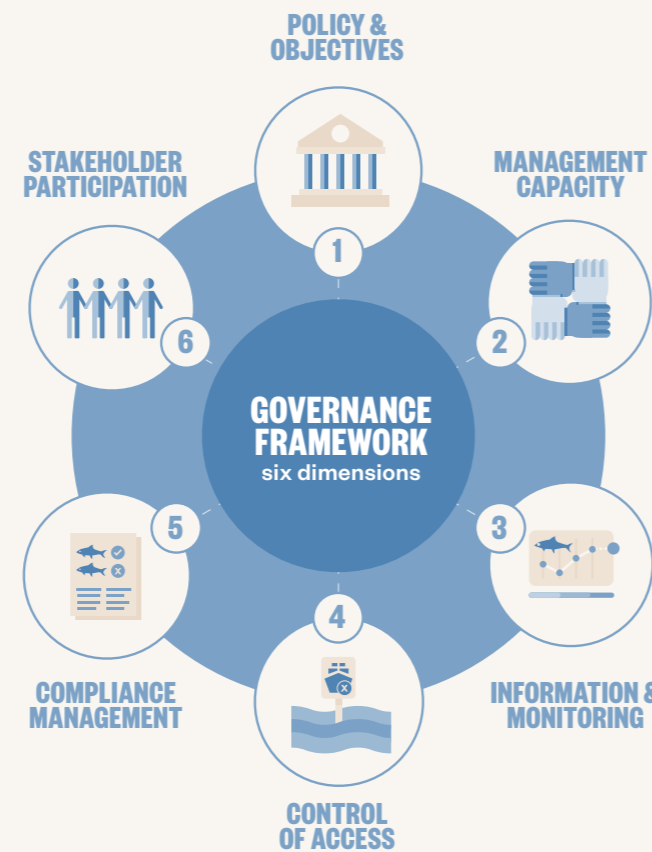 POLICY &
OBJECTIVES
1
MANAGEMENT
CAPACITY
2
INFORMATION &
MONITORING
3
CONTROL
OF ACCESS
4
COMPLIANCE
MANAGEMENT
5
STAKEHOLDER
PARTICIPATION
6
GOVERNANCE
FRAMEWORK
six dimensions